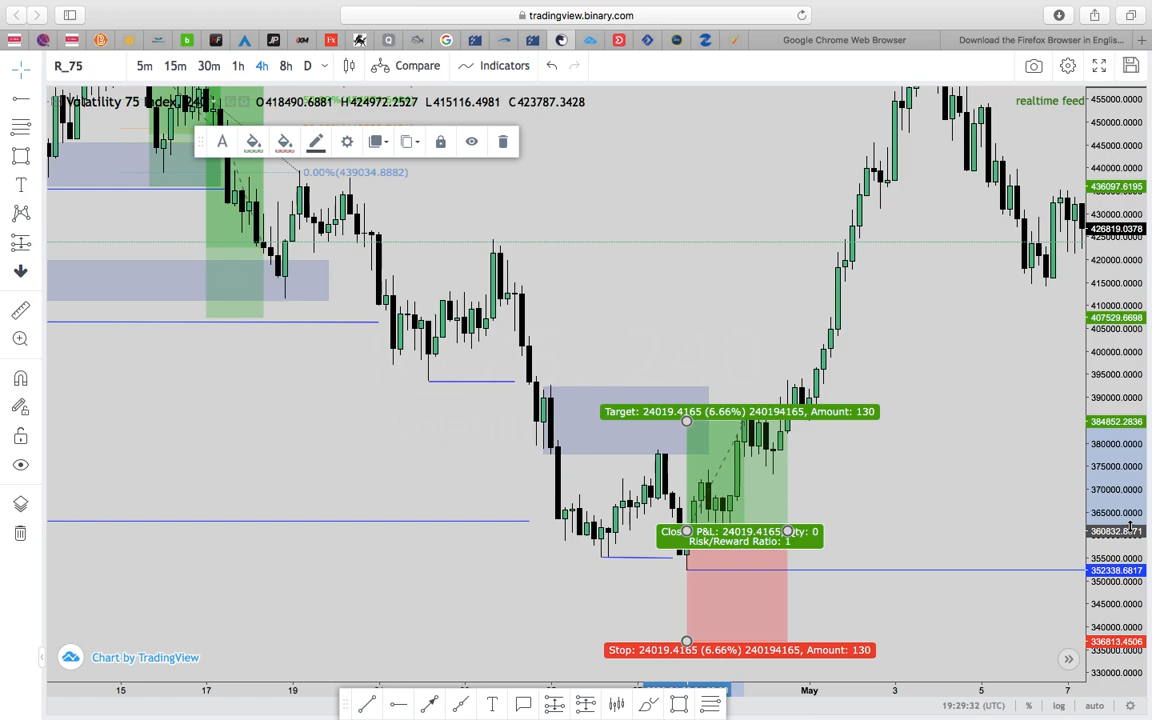 tradingview.binary.com
Google Chrome Web Browser
Download the Firefox Browser in Englis...
R_75
5m 15m 30m 1h 4h 8h D
Compare
Indicators
Volatility 75 Index, 240
O418490.6881 H424972.2527 L415116.4981 C423787.3428
realtime feed
0.00%(439034.8882)
Target: 24019.4165 (6.66%) 240194165, Amount: 130
Risk/Reward Ratio: 1
Stop: 24019.4165 (6.66%) 240194165, Amount: 130
455000.0000
450000.0000
445000.0000
440000.0000
436097.6195
430000.0000
426819.0378
420000.0000
415000.0000
410000.0000
407529.6698
405000.0000
400000.0000
395000.0000
390000.0000
384852.2836
380000.0000
375000.0000
370000.0000
365000.0000
355000.0000
352338.6817
350000.0000
345000.0000
340000.0000
336813.4506
335000.0000
330000.0000
Chart by TradingView
15 17 19 May 3 5 7
19:29:32 (UTC) % log auto